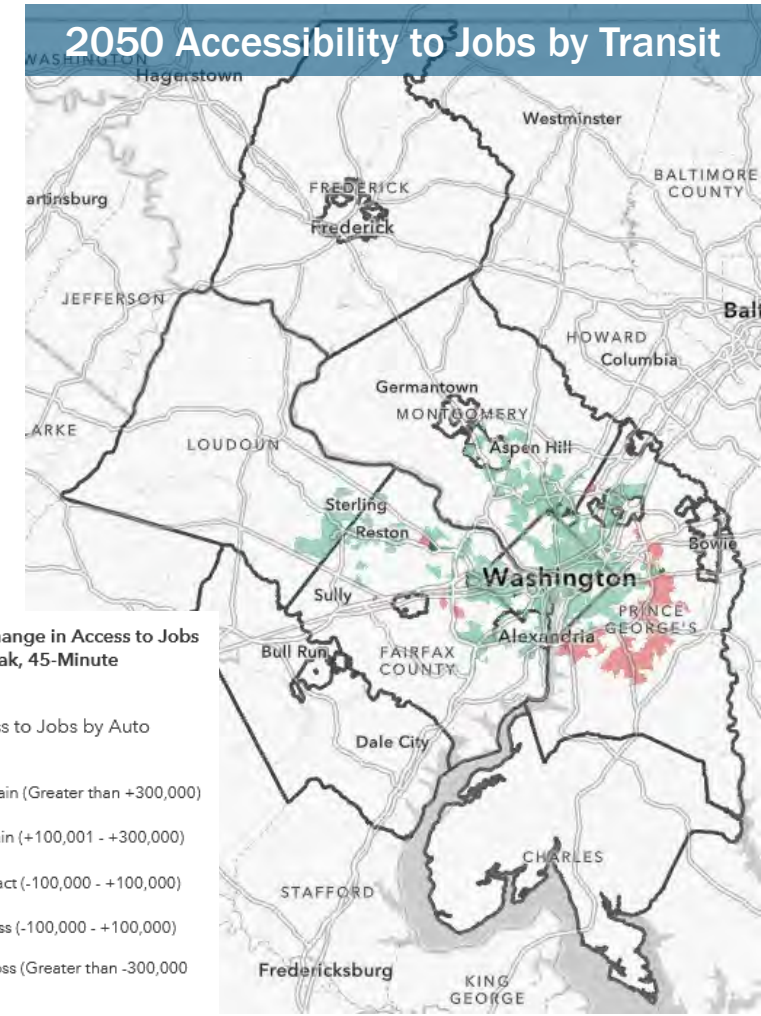 2050 Accessibility to Jobs by Transit
WASHINGTON
Hagerstown
Westminster
BALTIMORE
COUNTY
artinsburg
FREDERICK
Frederick
JEFFERSON
Balt
HOWARD
Columbia
Germantown
MONTGOMERY
ARKE
LOUDOUN
Aspen Hill
Sterling
Reston
Bowie
Washington
Sully
PRINCE
GEORGE'S
Alexandria
Bull Run
FAIRFAX
COUNTY
Dale City
CHARLES
STAFFORD
Fredericksburg
KING
GEORGE
ange in Access to Jobs
ak, 45-Minute
ss to Jobs by Auto
ain (Greater than +300,000)
in (+100,001 - +300,000)
act (-100,000 - +100,000)
ss (-100,000 - +100,000)
oss (Greater than -300,000